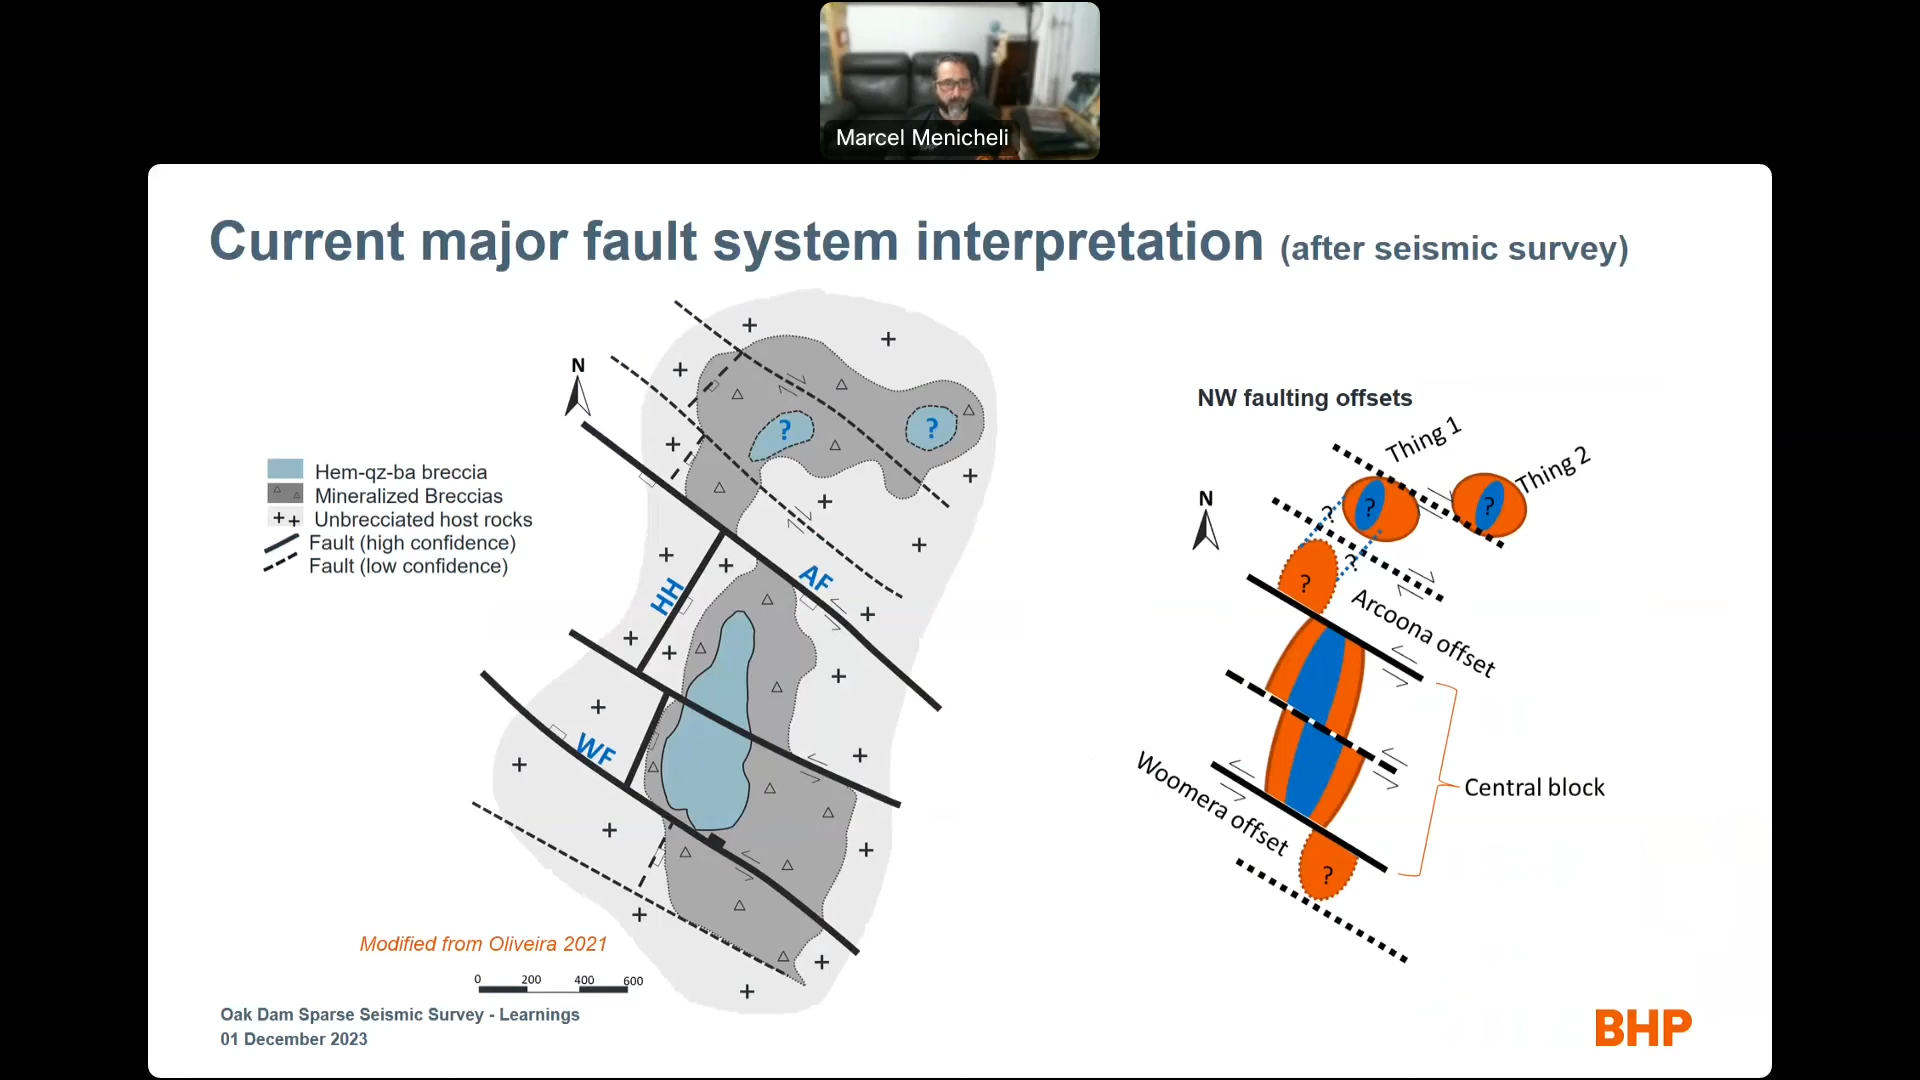 Marcel Menicheli
Current major fault system interpretation (after seismic survey)
N
Hem-qz-ba breccia
Mineralized Breccias
Unbrecciated host rocks
Fault (high confidence)
Fault (low confidence)
?
?
HH
AF
WF
Modified from Oliveira 2021
0 200 400 600
NW faulting offsets
N
Thing 1
Thing 2
?
?
?
?
?
Arcoona offset
Woomera offset
Central block
?
Oak Dam Sparse Seismic Survey - Learnings
01 December 2023
BHP